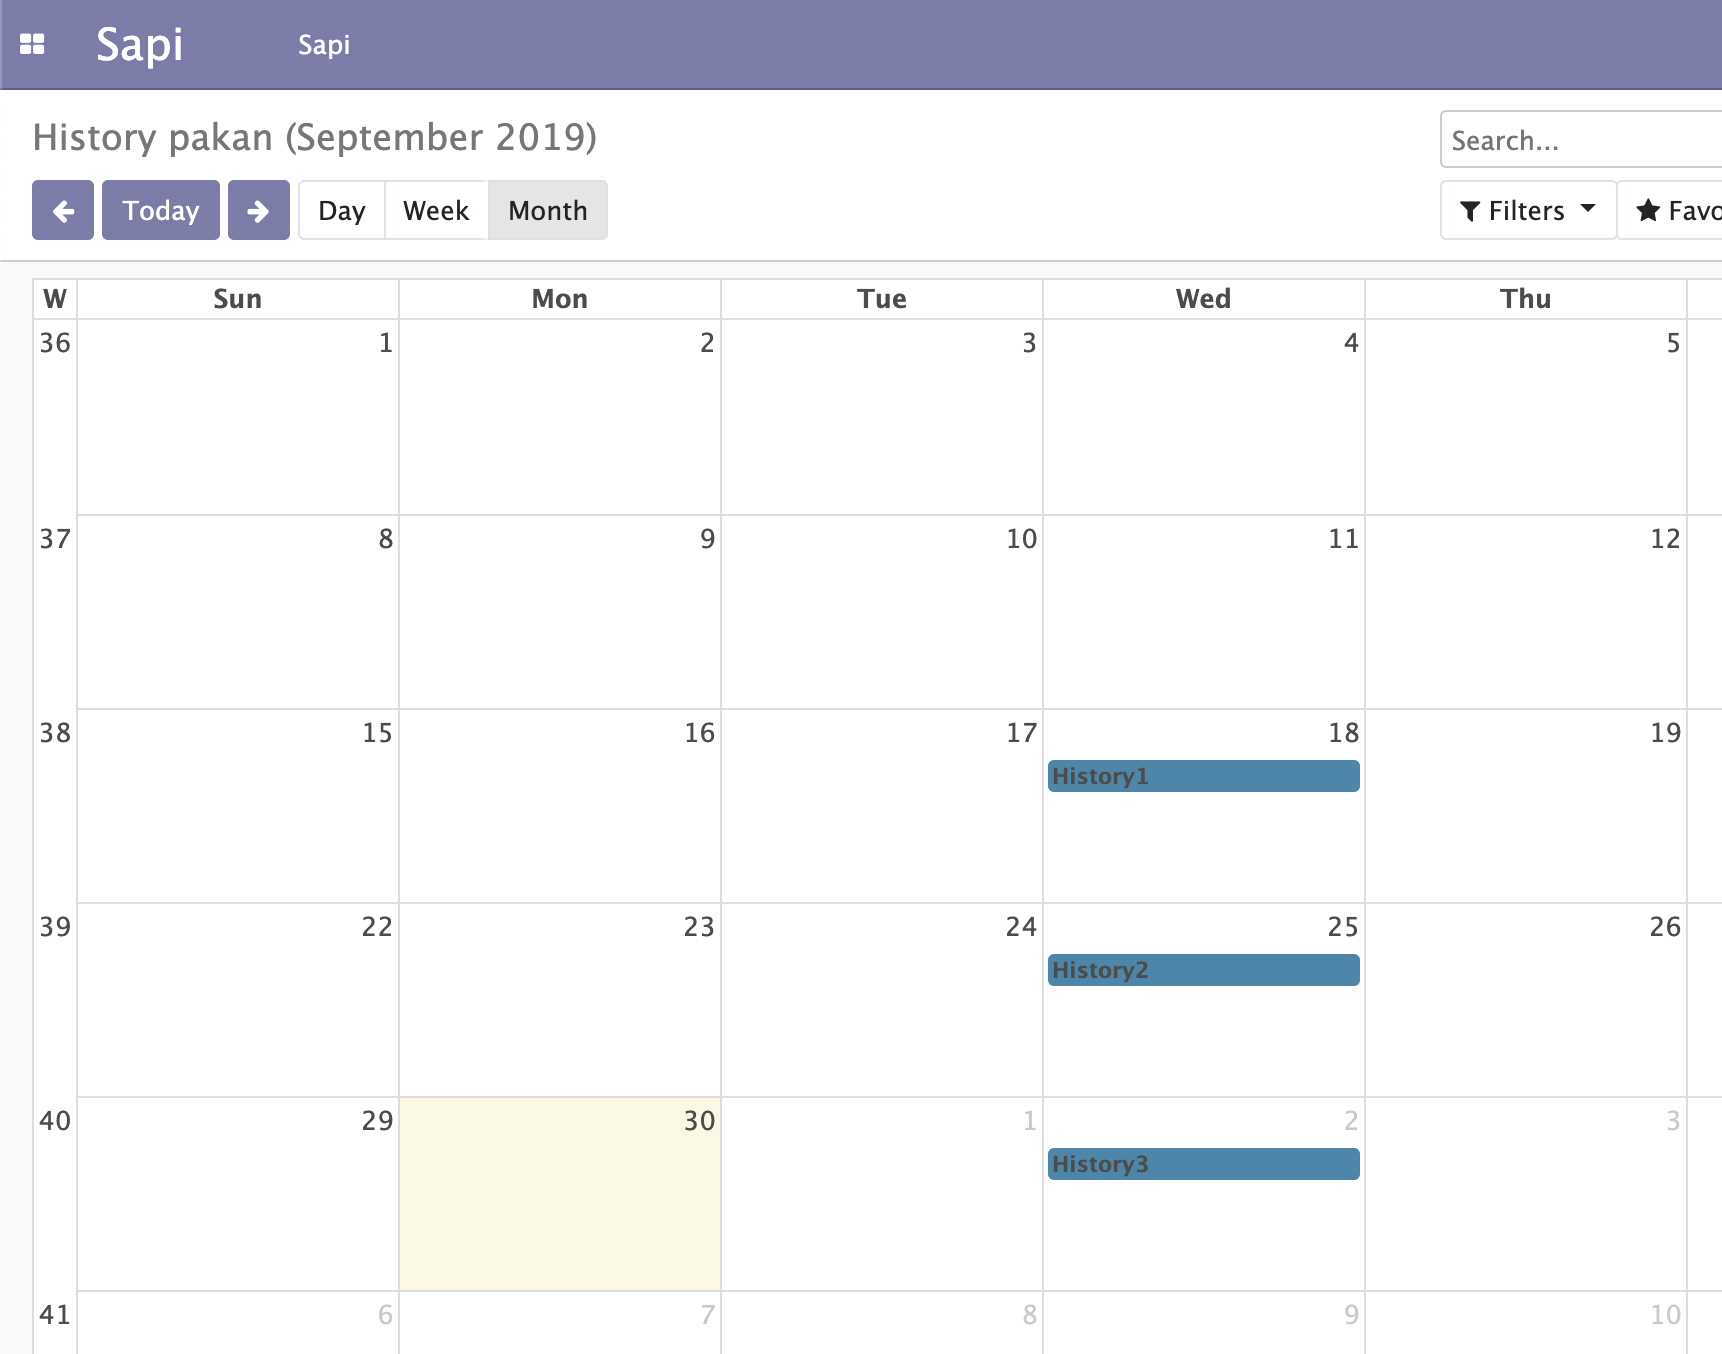 Sapi Sapi
History pakan (September 2019)
Search...
Today Day Week Month Filters Favo
W Sun Mon Tue Wed Thu
36 1 2 3 4 5
37 8 9 10 11 12
38 15 16 17 18 19
History1
39 22 23 24 25 26
History2
40 29 30 1 2 3
History3
41 6 7 8 9 10